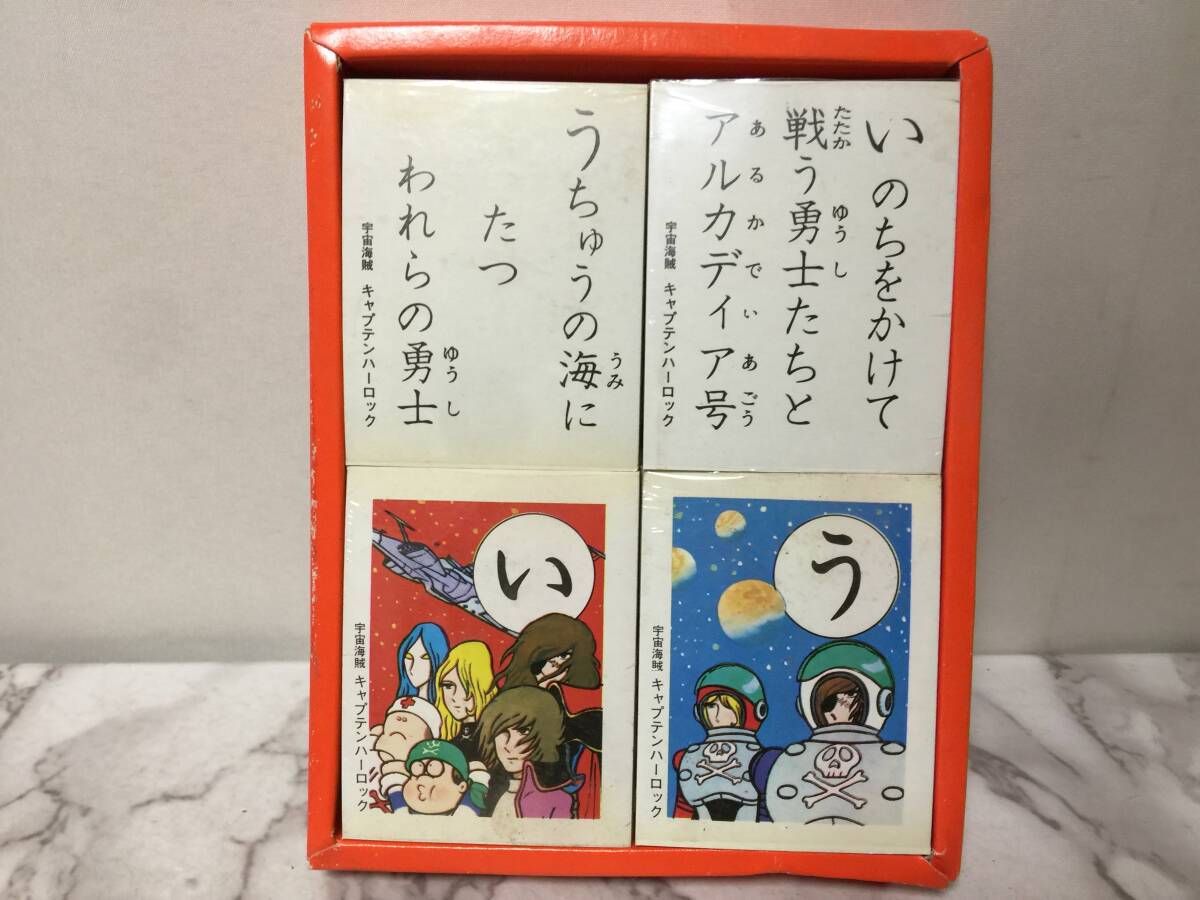 いのちをかけて
戦う勇士たちと
たたか ゆうし
アルカディア号
あるかでいあごう
宇宙海賊 キャプテンハーロック
うちゅうの海に
うみ
たつ
われらの勇士
ゆうし
宇宙海賊 キャプテンハーロック
う
宇宙海賊 キャプテンハーロック
い
宇宙海賊 キャプテンハーロック